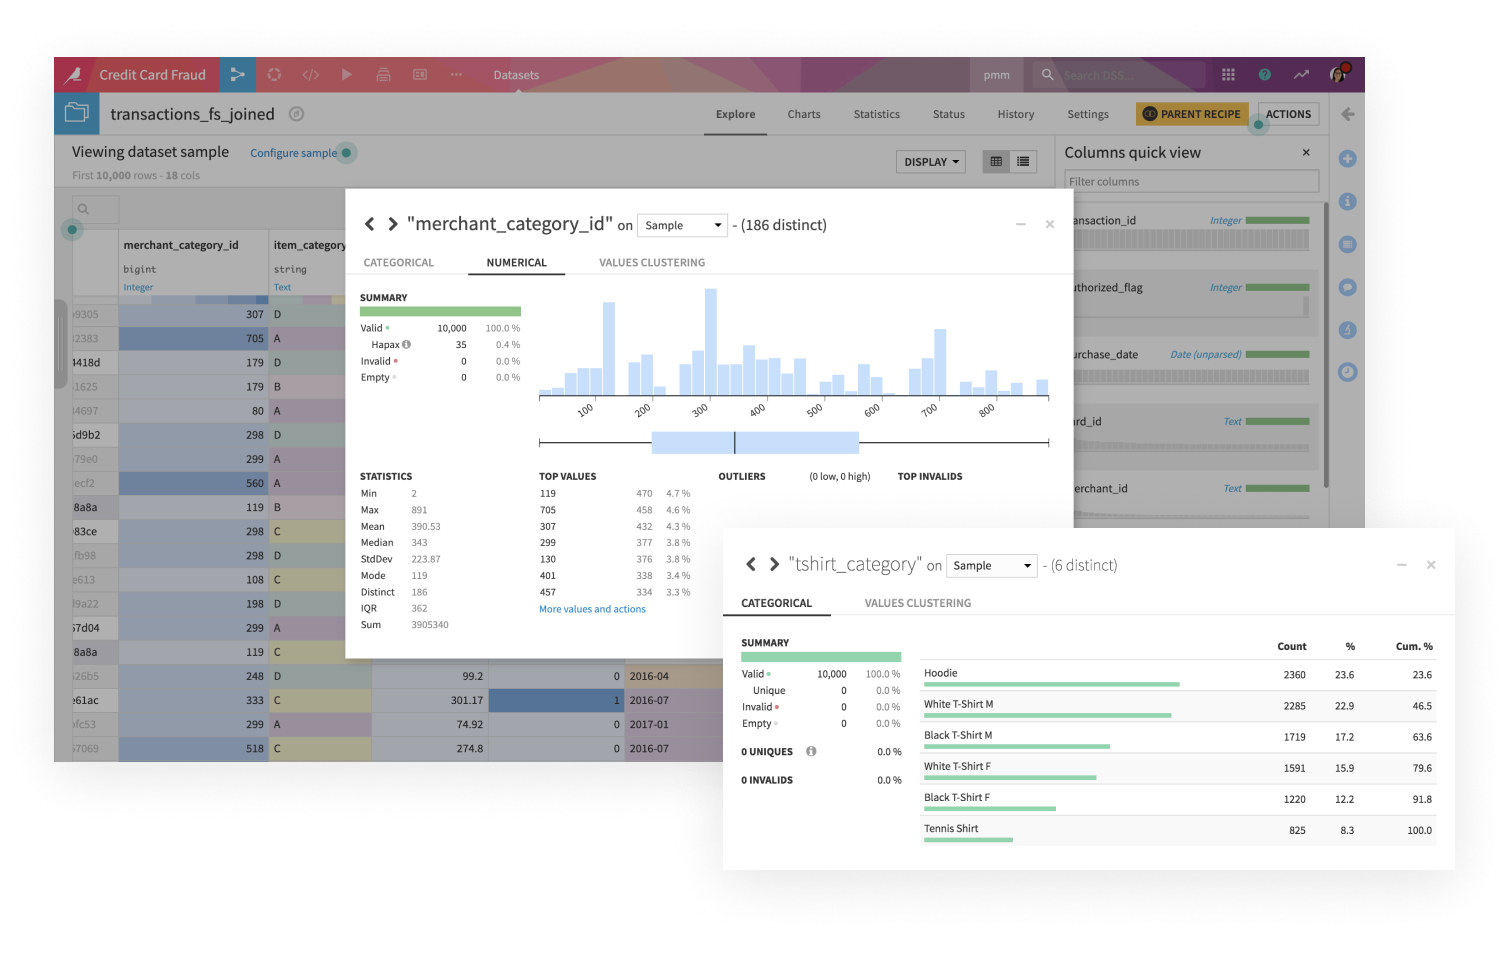 Credit Card Fraud
Datasets
pmm
Search DSS...
transactions_fs_joined
Explore
Charts
Statistics
Status
History
Settings
PARENT RECIPE
ACTIONS
Viewing dataset sample
Configure sample
First 10,000 rows - 18 cols
DISPLAY
Columns quick view
Filter columns
merchant_category_id
item_category
bigint
string
Integer
Text
9305 307 D
2383 705 A
4418d 179 D
1625 179 B
4697 80 A
5d9b2 298 D
79e0 299 A
ecf2 560 A
8a8a 119 B
83ce 298 C
fb98 298 D
e613 108 C
9a22 198 D
57d04 299 A
8a8a 119 C
526b5 248 D 99.2 0 2016-04
e61ac 333 C 301.17 1 2016-07
fc53 299 A 74.92 0 2017-01
57069 518 C 274.8 0 2016-07
ansaction_id Integer
uthorized_flag Integer
urchase_date Date (unparsed)
rd_id Text
erchant_id Text
"merchant_category_id" on Sample - (186 distinct)
CATEGORICAL NUMERICAL VALUES CLUSTERING
SUMMARY
Valid 10,000 100.0 %
Hapax 35 0.4 %
Invalid 0 0.0 %
Empty 0 0.0 %
100 200 300 400 500 600 700 800
STATISTICS
Min 2
Max 891
Mean 390.53
Median 343
StdDev 223.87
Mode 119
Distinct 186
IQR 362
Sum 3905340
TOP VALUES
119 470 4.7 %
705 458 4.6 %
307 432 4.3 %
299 377 3.8 %
130 376 3.8 %
401 338 3.4 %
457 334 3.3 %
More values and actions
OUTLIERS (0 low, 0 high)
TOP INVALIDS
"tshirt_category" on Sample - (6 distinct)
CATEGORICAL VALUES CLUSTERING
SUMMARY
Valid 10,000 100.0 %
Unique 0 0.0 %
Invalid 0 0.0 %
Empty 0 0.0 %
0 UNIQUES 0.0 %
0 INVALIDS 0.0 %
Count % Cum. %
Hoodie 2360 23.6 23.6
White T-Shirt M 2285 22.9 46.5
Black T-Shirt M 1719 17.2 63.6
White T-Shirt F 1591 15.9 79.6
Black T-Shirt F 1220 12.2 91.8
Tennis Shirt 825 8.3 100.0